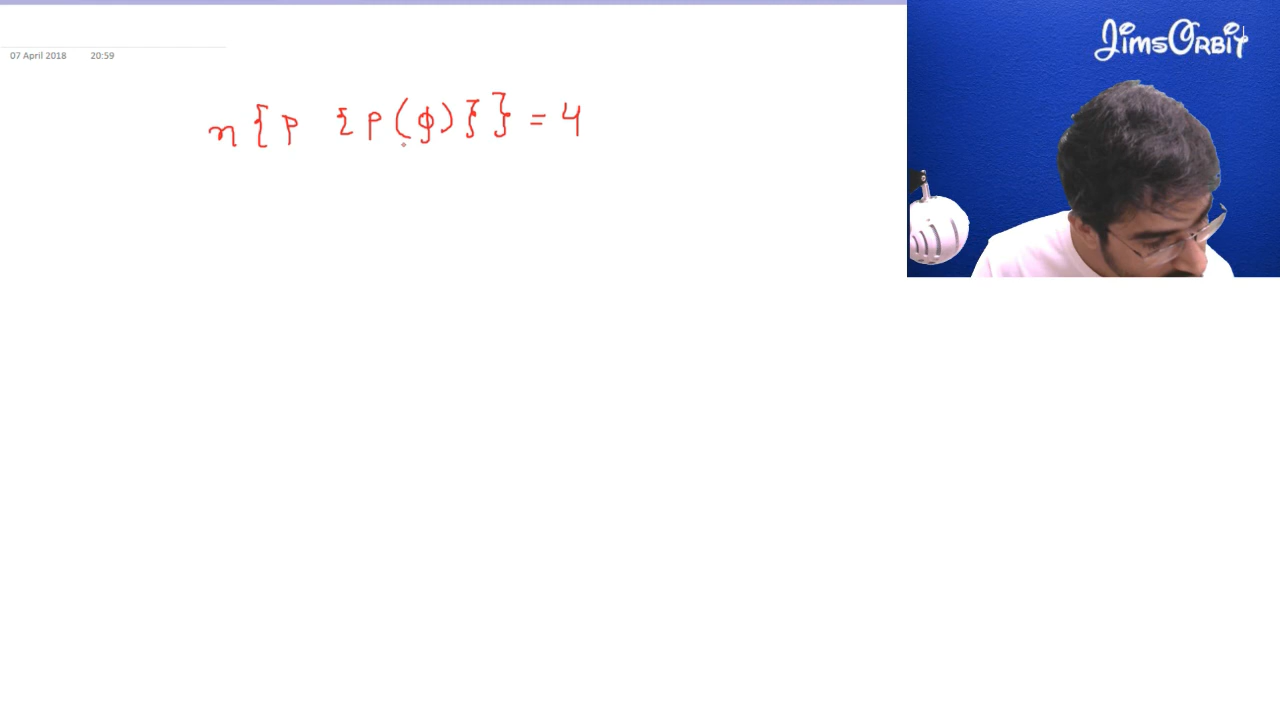 JimsOrbit
07 April 2018 20:59
n{P {P(ϕ)}} = 4